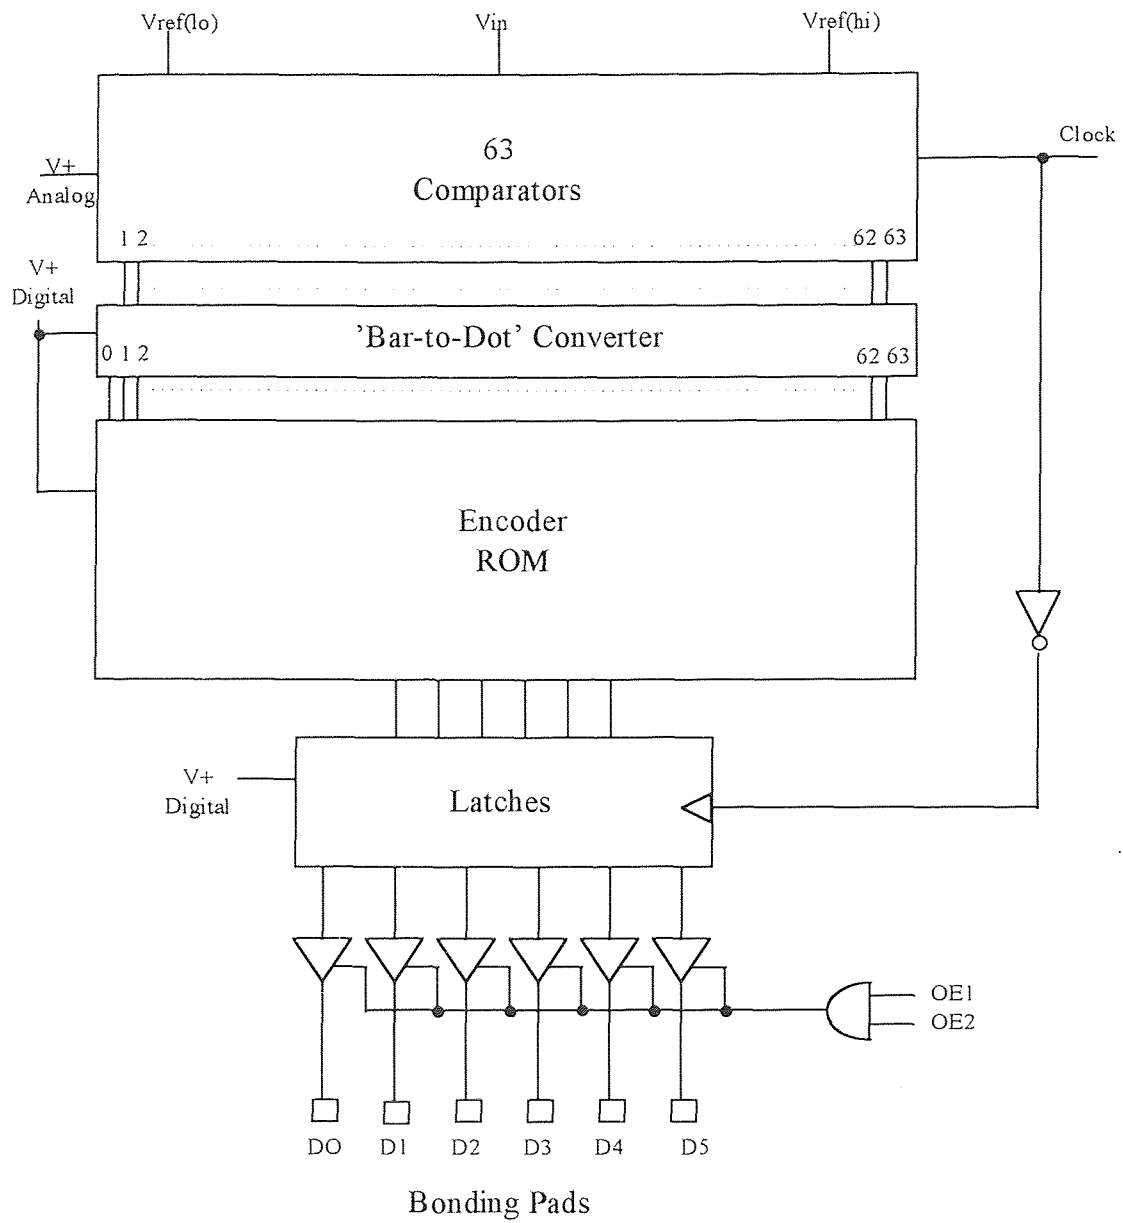 Vref(lo) Vin Vref(hi)
Clock
63
Comparators
V+
Analog
1 2 62 63
V+
Digital
'Bar-to-Dot' Converter
0 1 2 62 63
Encoder
ROM
V+
Digital
Latches
OE1
OE2
D0 D1 D2 D3 D4 D5
Bonding Pads